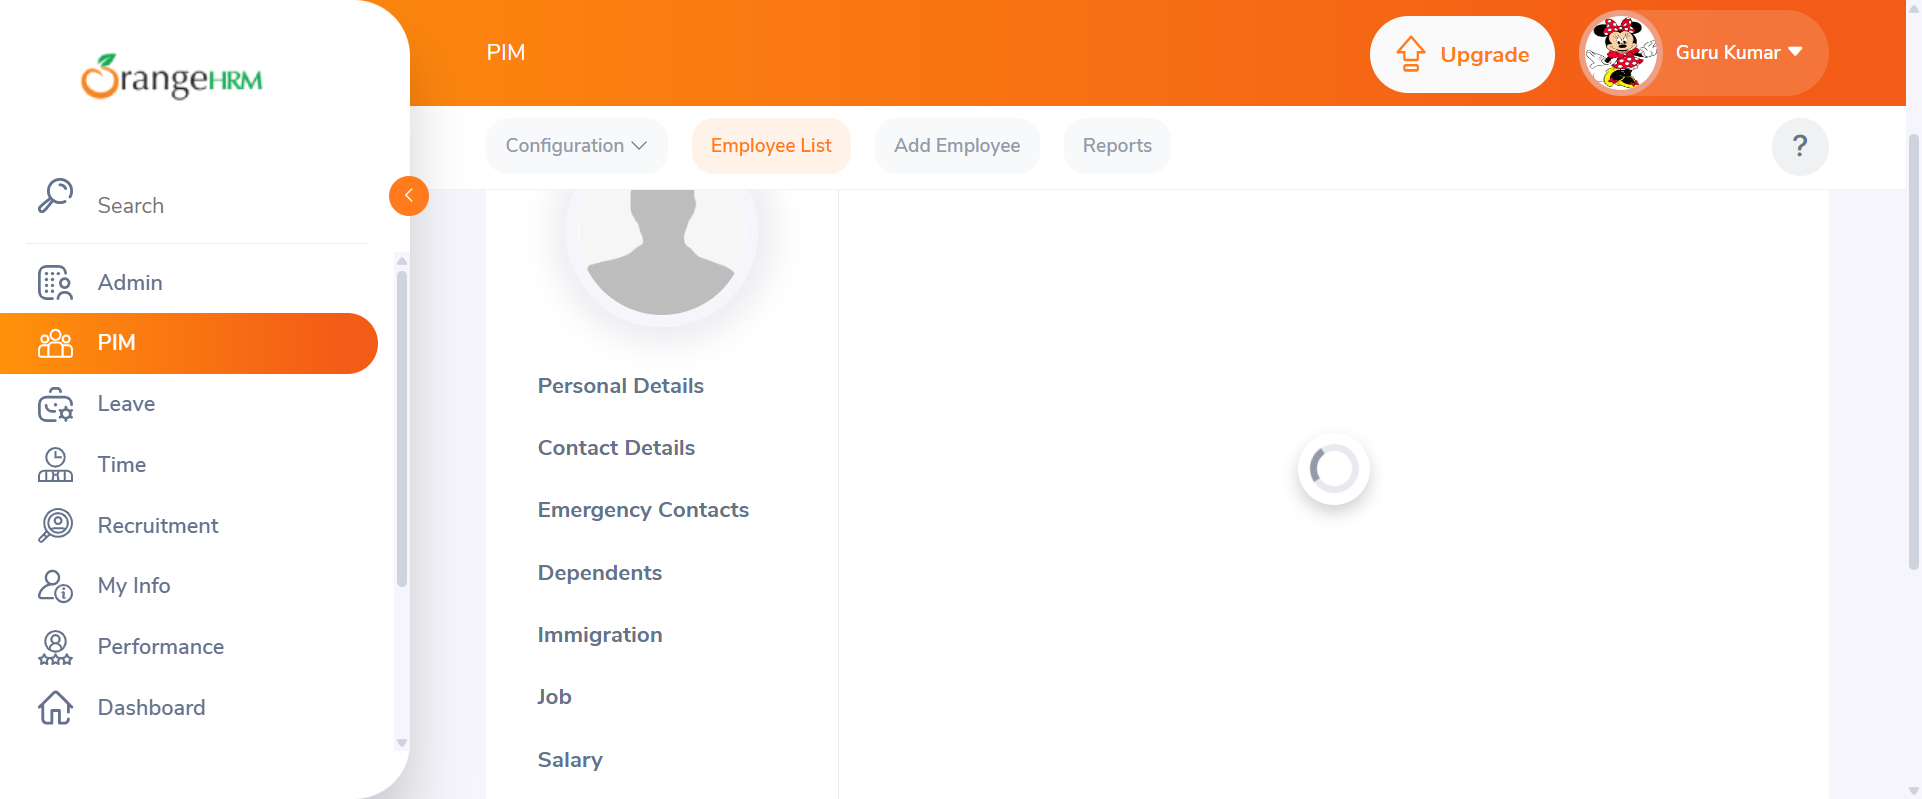 OrangeHRM
PIM
Upgrade
Guru Kumar
Configuration
Employee List
Add Employee
Reports
?
Search
Admin
PIM
Leave
Time
Recruitment
My Info
Performance
Dashboard
Personal Details
Contact Details
Emergency Contacts
Dependents
Immigration
Job
Salary